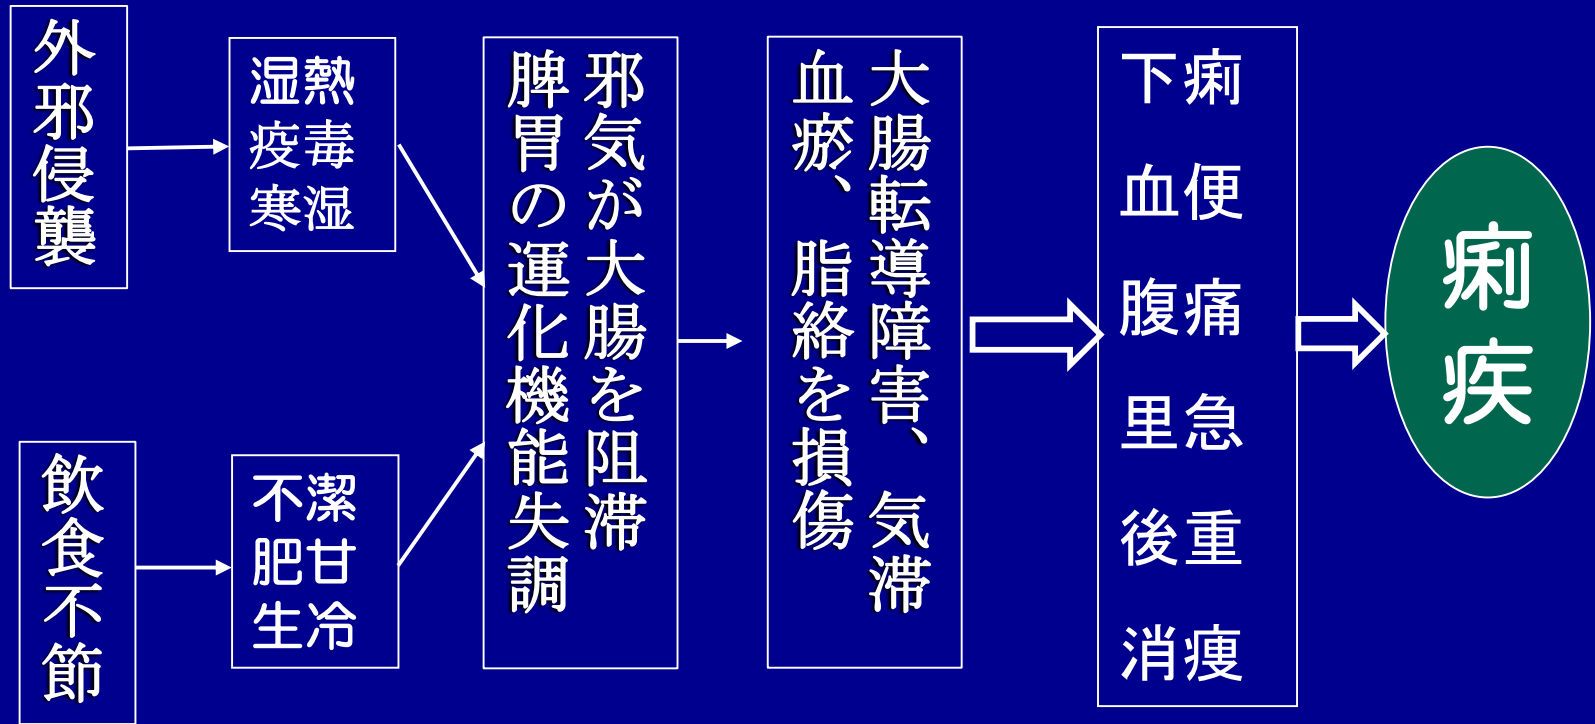 外邪侵襲
湿熱
疫毒
寒湿
飲食不節
不潔
肥甘
生冷
邪気が大腸を阻滞
脾胃の運化機能失調
大腸転導障害、気滞
血瘀、脂絡を損傷
下痢
血便
腹痛
里急
後重
消痩
痢疾